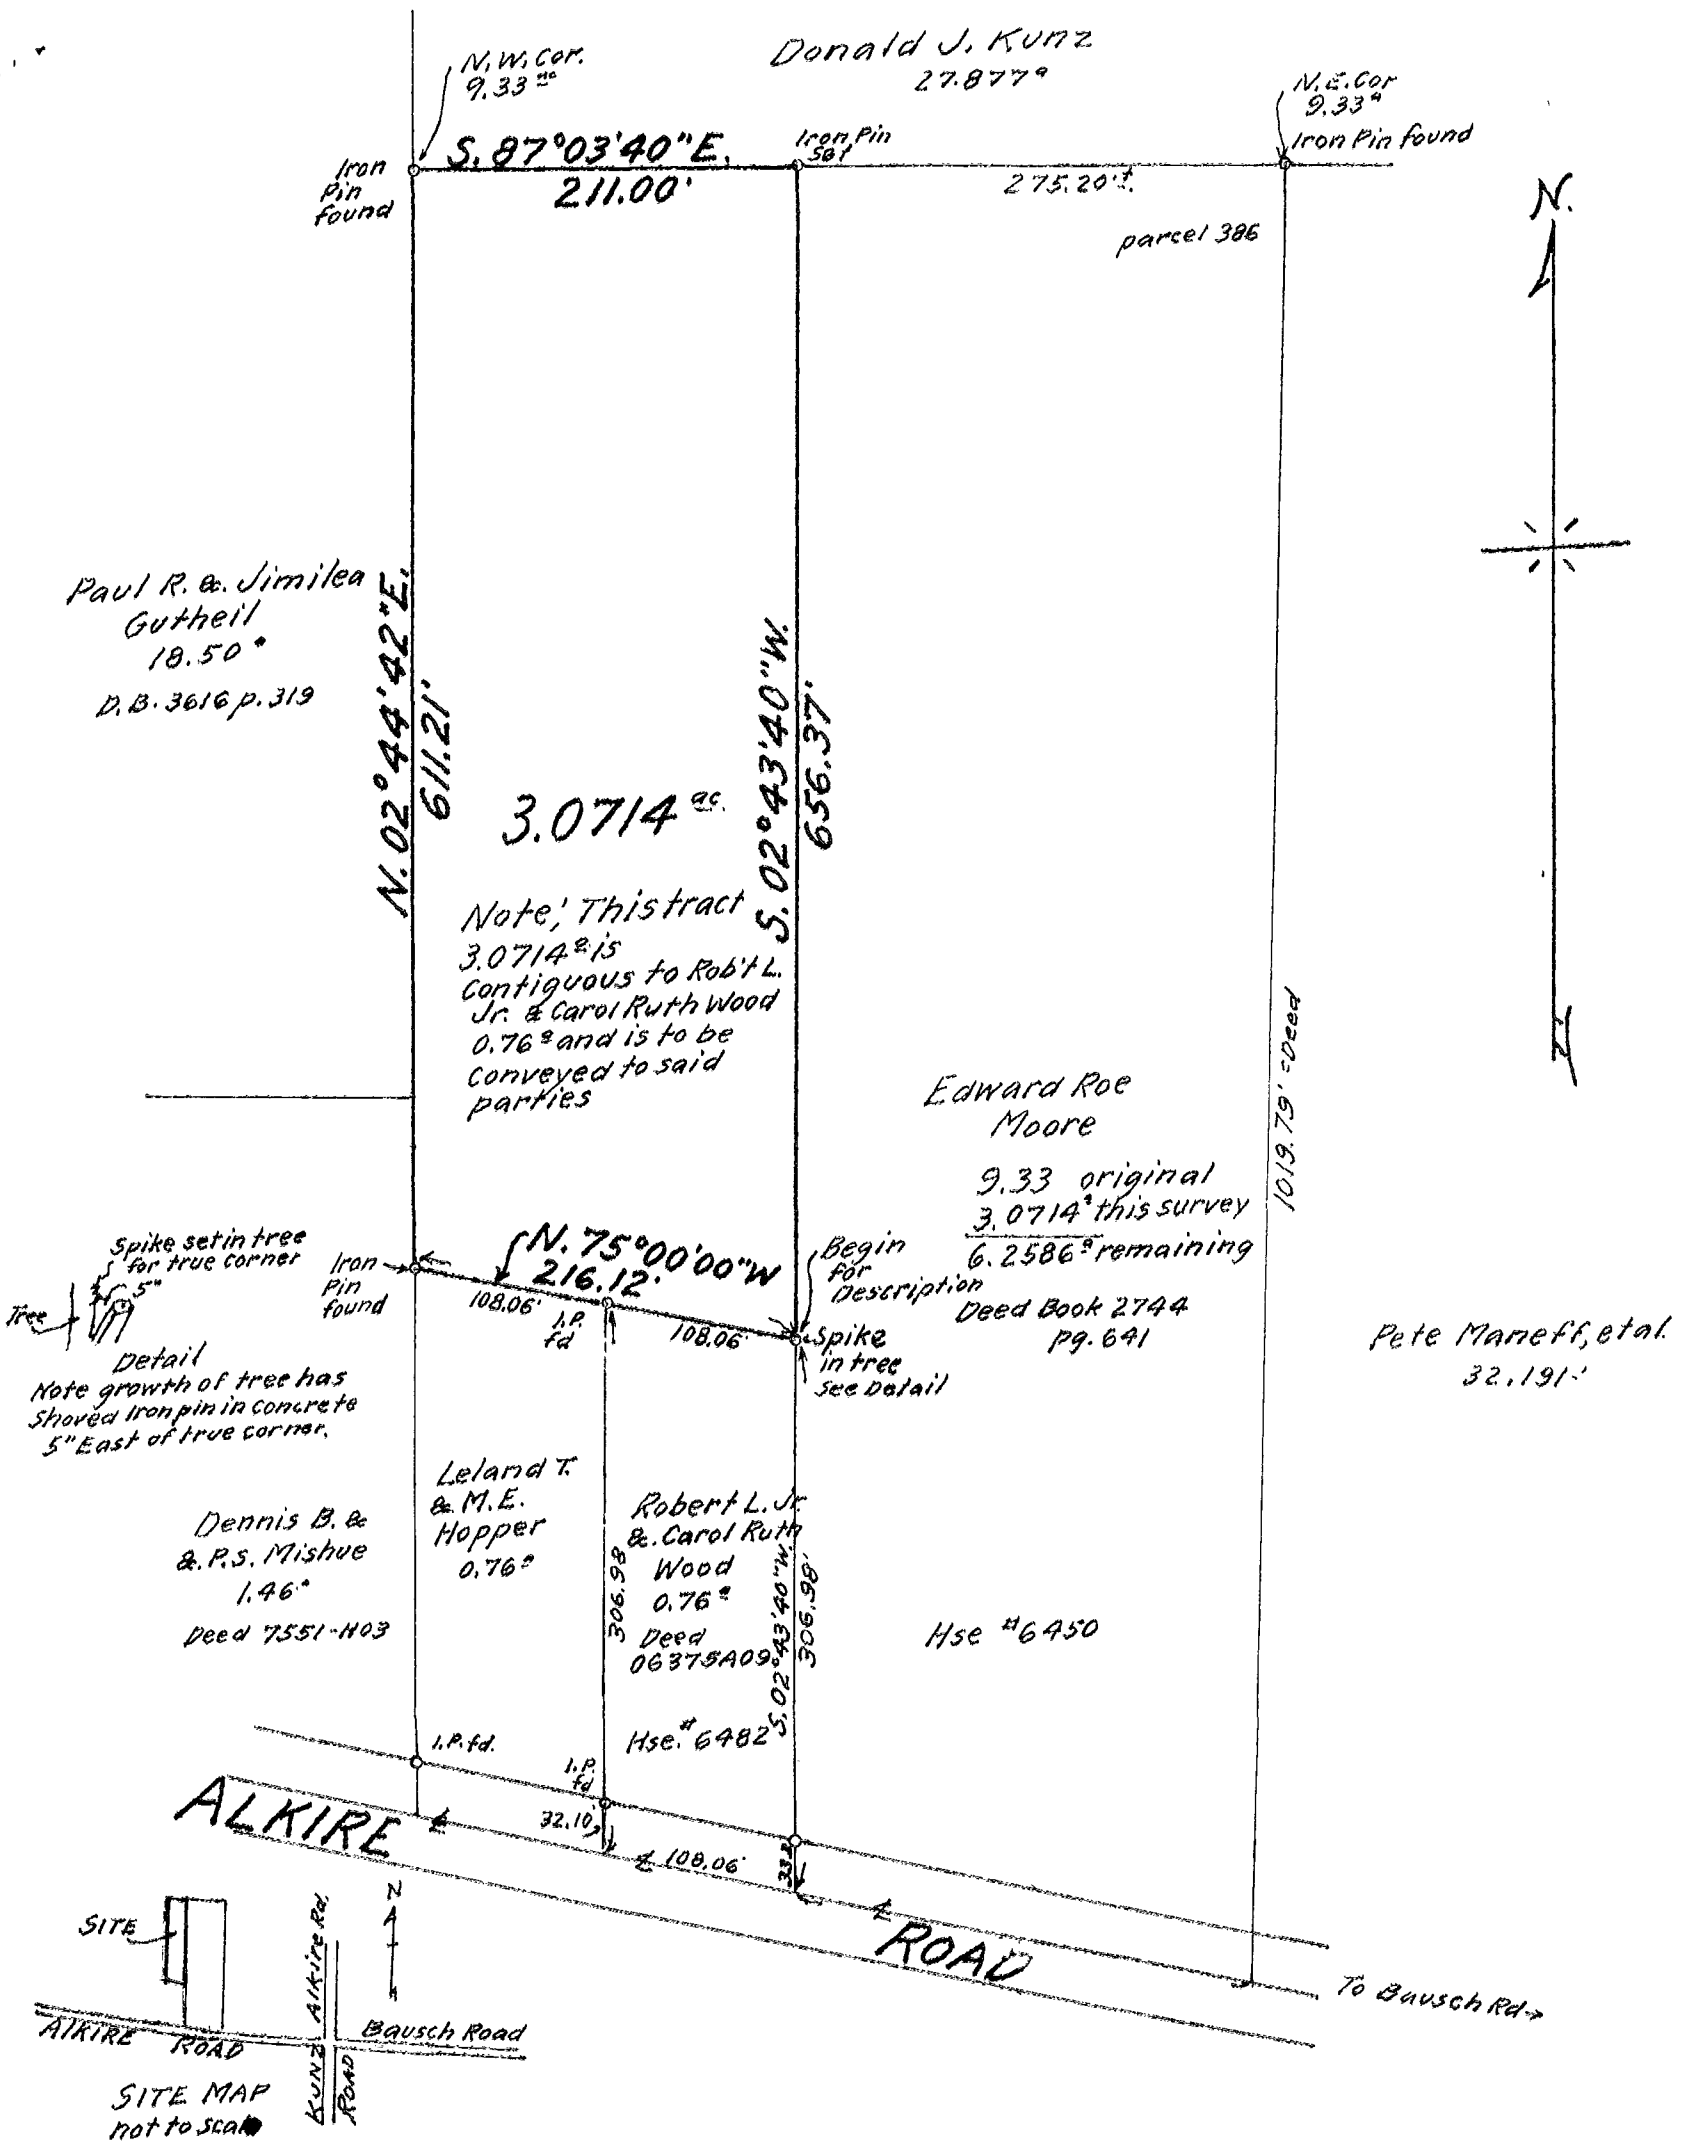 Donald J. Kunz
27.877a
N.W. Cor.
9.33 ac
N.E. Cor
9.33a
Iron Pin found
Iron
Pin
found
S. 87°03'40"E.
211.00'
Iron Pin
Set
275.20'±.
parcel 386
N.
Paul R. &. Jimilea
Gutheil
18.50 a
D.B. 3616 p. 319
N. 02°44'42"E.
611.21'
S. 02°43'40"W.
656.37'
3.0714 ac.
Note; This tract
3.0714 a is
Contiguous to Rob't L.
Jr. & Carol Ruth Wood
0.76 a and is to be
Conveyed to said
parties
1019.79' = Deed
Edward Roe
Moore
9.33 original
3.0714 a this survey
6.2586 a remaining
Deed Book 2744
pg. 641
Spike set in tree
for true corner
5"
Tree
Detail
Note growth of tree has
Shoved Iron pin in concrete
5" East of true corner.
Iron
Pin
found
N. 75°00'00"W
216.12'
108.06'
I.P.
fd
108.06'
Begin
for
Description
Spike
in tree
See Detail
Pete Maneff, etal.
32.191
Dennis B. &
&. P.S. Mishue
1.46 a
Deed 7551-H03
Leland T.
& M.E.
Hopper
0.76 a
306.98
Robert L. Jr.
&. Carol Ruth
Wood
0.76 a
Deed
06375A09
S. 02°43'40"W.
306.98'
Hse. # 6482
Hse # 6450
I.P. fd.
I.P.
fd
32.10'
108.06'
ALKIRE
ROAD
To Bausch Rd
SITE
N
Alkire Rd.
Bausch Road
ALKIRE ROAD
KUNZ
ROAD
SITE MAP
not to scale